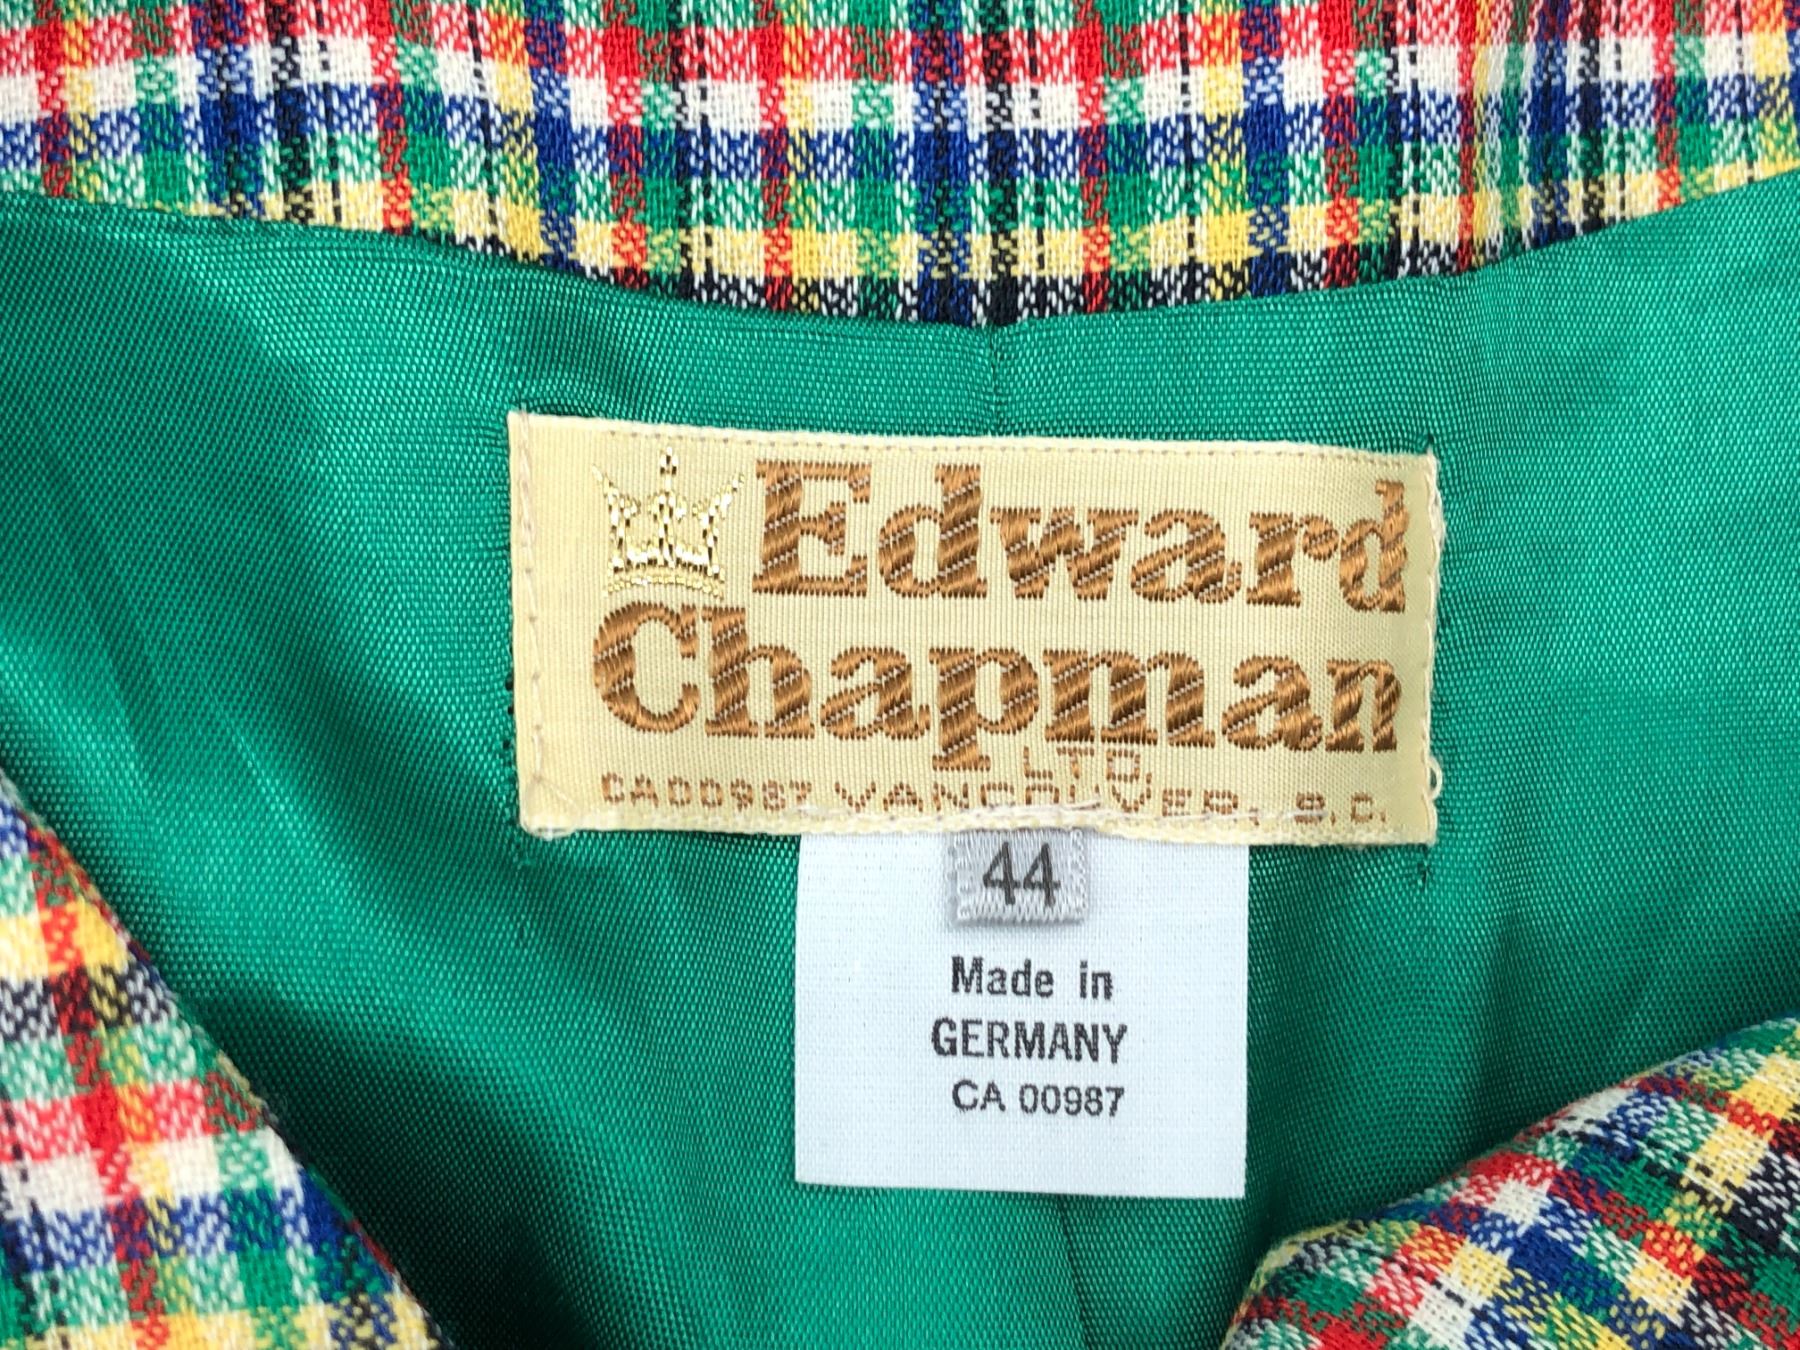 Edward
Chapman
LTD.
CA00987 VANCOUVER, B.C.
44
Made in
GERMANY
CA 00987